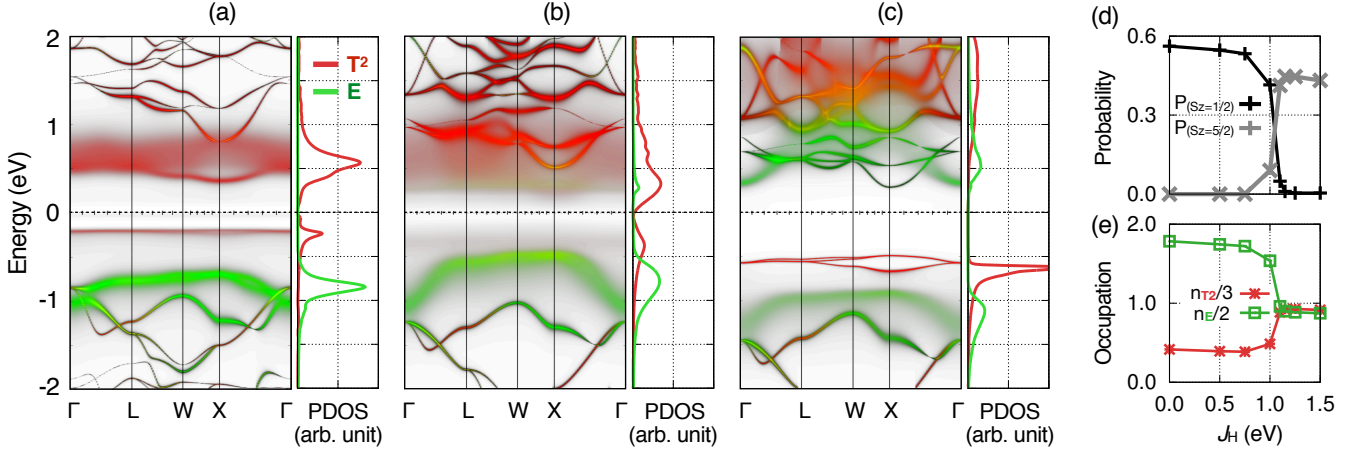 (a)
(b)
(c)
(d)
Energy (eV)
2
1
0
-1
-2
T²
E
Γ L W X Γ
PDOS
(arb. unit)
Γ L W X Γ
PDOS
(arb. unit)
Γ L W X Γ
PDOS
(arb. unit)
Probability
0.6
0.3
0.0
P(Sz=1/2)
P(Sz=5/2)
(e)
Occupation
2.0
1.0
0.0
nT2/3
nE/2
0.0 0.5 1.0 1.5
JH (eV)